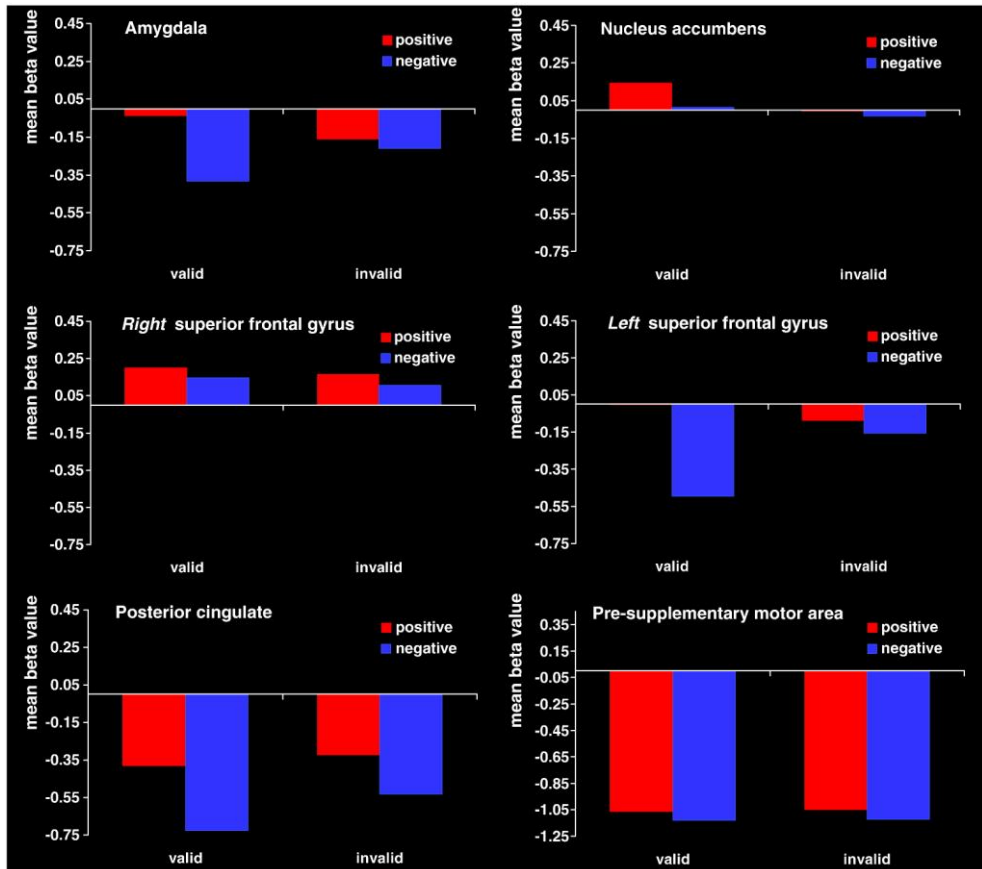 Amygdala
positive
negative
mean beta value
0.45
0.25
0.05
-0.15
-0.35
-0.55
-0.75
valid
invalid
Nucleus accumbens
positive
negative
mean beta value
0.45
0.25
0.05
-0.15
-0.35
-0.55
-0.75
valid
invalid
Right superior frontal gyrus
positive
negative
mean beta value
0.45
0.25
0.05
-0.15
-0.35
-0.55
-0.75
valid
invalid
Left superior frontal gyrus
positive
negative
mean beta value
0.45
0.25
0.05
-0.15
-0.35
-0.55
-0.75
valid
invalid
Posterior cingulate
positive
negative
mean beta value
0.45
0.25
0.05
-0.15
-0.35
-0.55
-0.75
valid
invalid
Pre-supplementary motor area
positive
negative
mean beta value
0.35
0.15
-0.05
-0.25
-0.45
-0.65
-0.85
-1.05
-1.25
valid
invalid